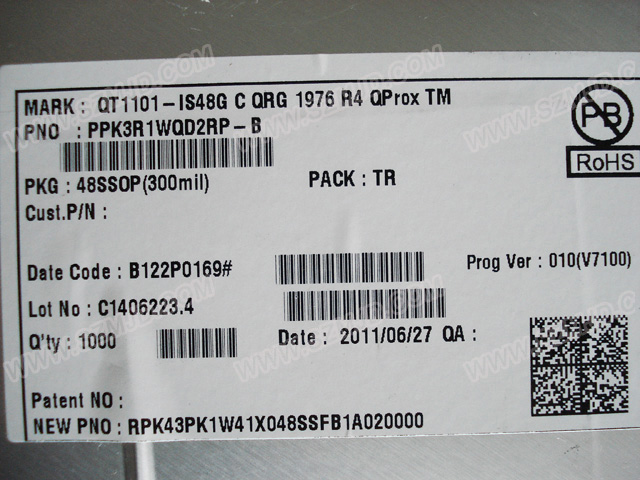 MARK : QT1101-IS48G C QRG 1976 R4 QProx TM
PNO : PPK3R1WQD2RP-B
PB
RoHS
PKG : 48SSOP(300mil) PACK : TR
Cust.P/N :
Date Code : B122P0169# Prog Ver : 010(V7100)
Lot No : C1406223.4
Q'ty : 1000 Date : 2011/06/27 QA :
Patent NO :
NEW PNO : RPK43PK1W41X048SSFB1A020000